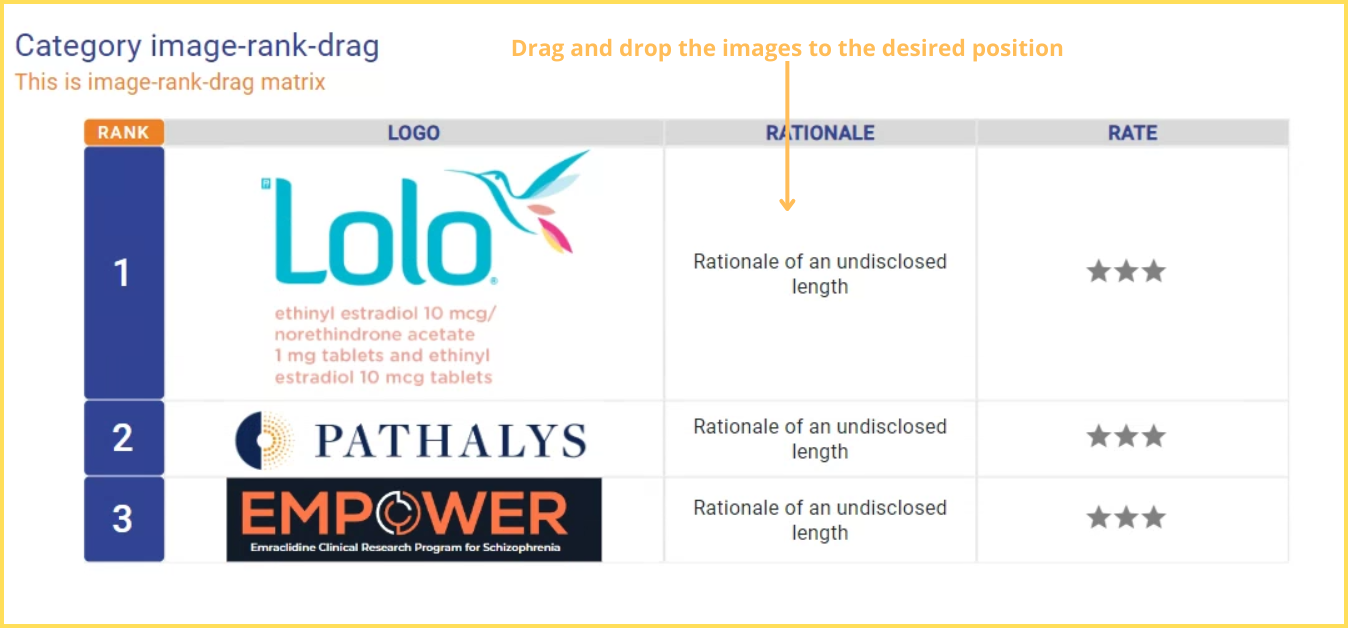 Category image-rank-drag
Drag and drop the images to the desired position
This is image-rank-drag matrix
RANK LOGO RATIONALE RATE
1
Lolo®
ethinyl estradiol 10 mcg/
norethindrone acetate
1 mg tablets and ethinyl
estradiol 10 mcg tablets
Rationale of an undisclosed
length
2
PATHALYS
Rationale of an undisclosed
length
3
EMPOWER
Emraclidine Clinical Research Program for Schizophrenia
Rationale of an undisclosed
length